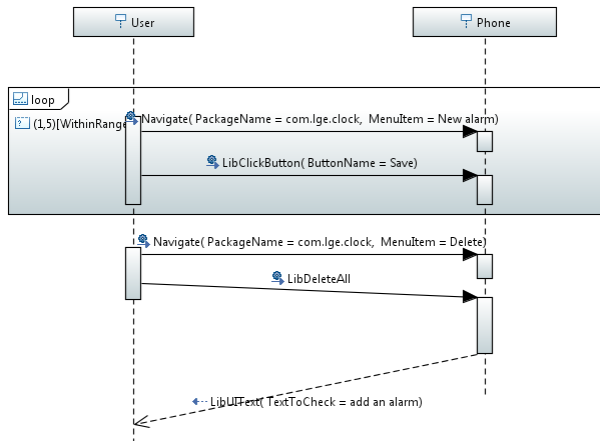 User
Phone
loop
Navigate( PackageName = com.lge.clock, MenuItem = New alarm)
(1,5)[WithinRange
LibClickButton( ButtonName = Save)
Navigate( PackageName = com.lge.clock, MenuItem = Delete)
LibDeleteAll
LibUIText( TextToCheck = add an alarm)